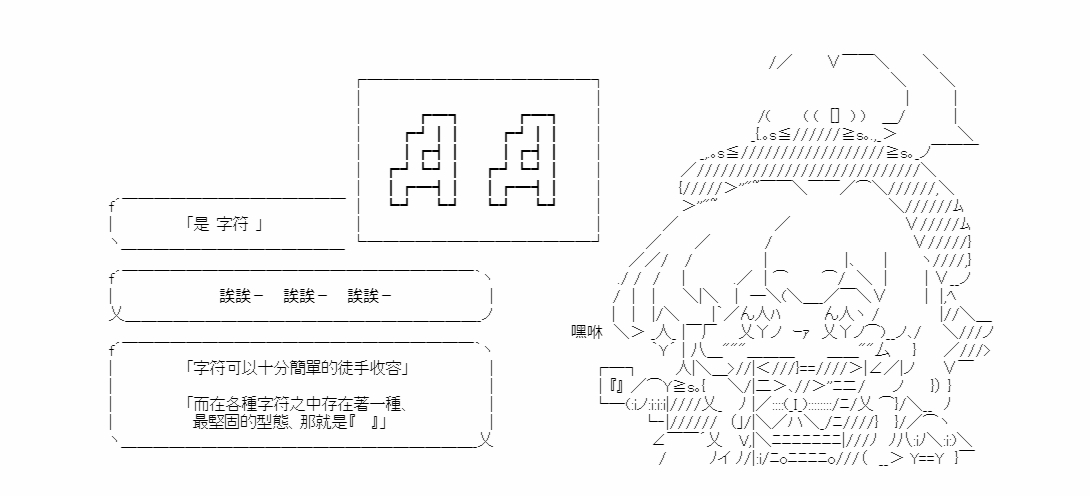 AA
「是 字符 」
誒誒– 誒誒– 誒誒–
嘿咻
「字符可以十分簡單的徒手收容」
「而在各種字符之中存在著一種、
最堅固的型態、那就是『　』」
『』